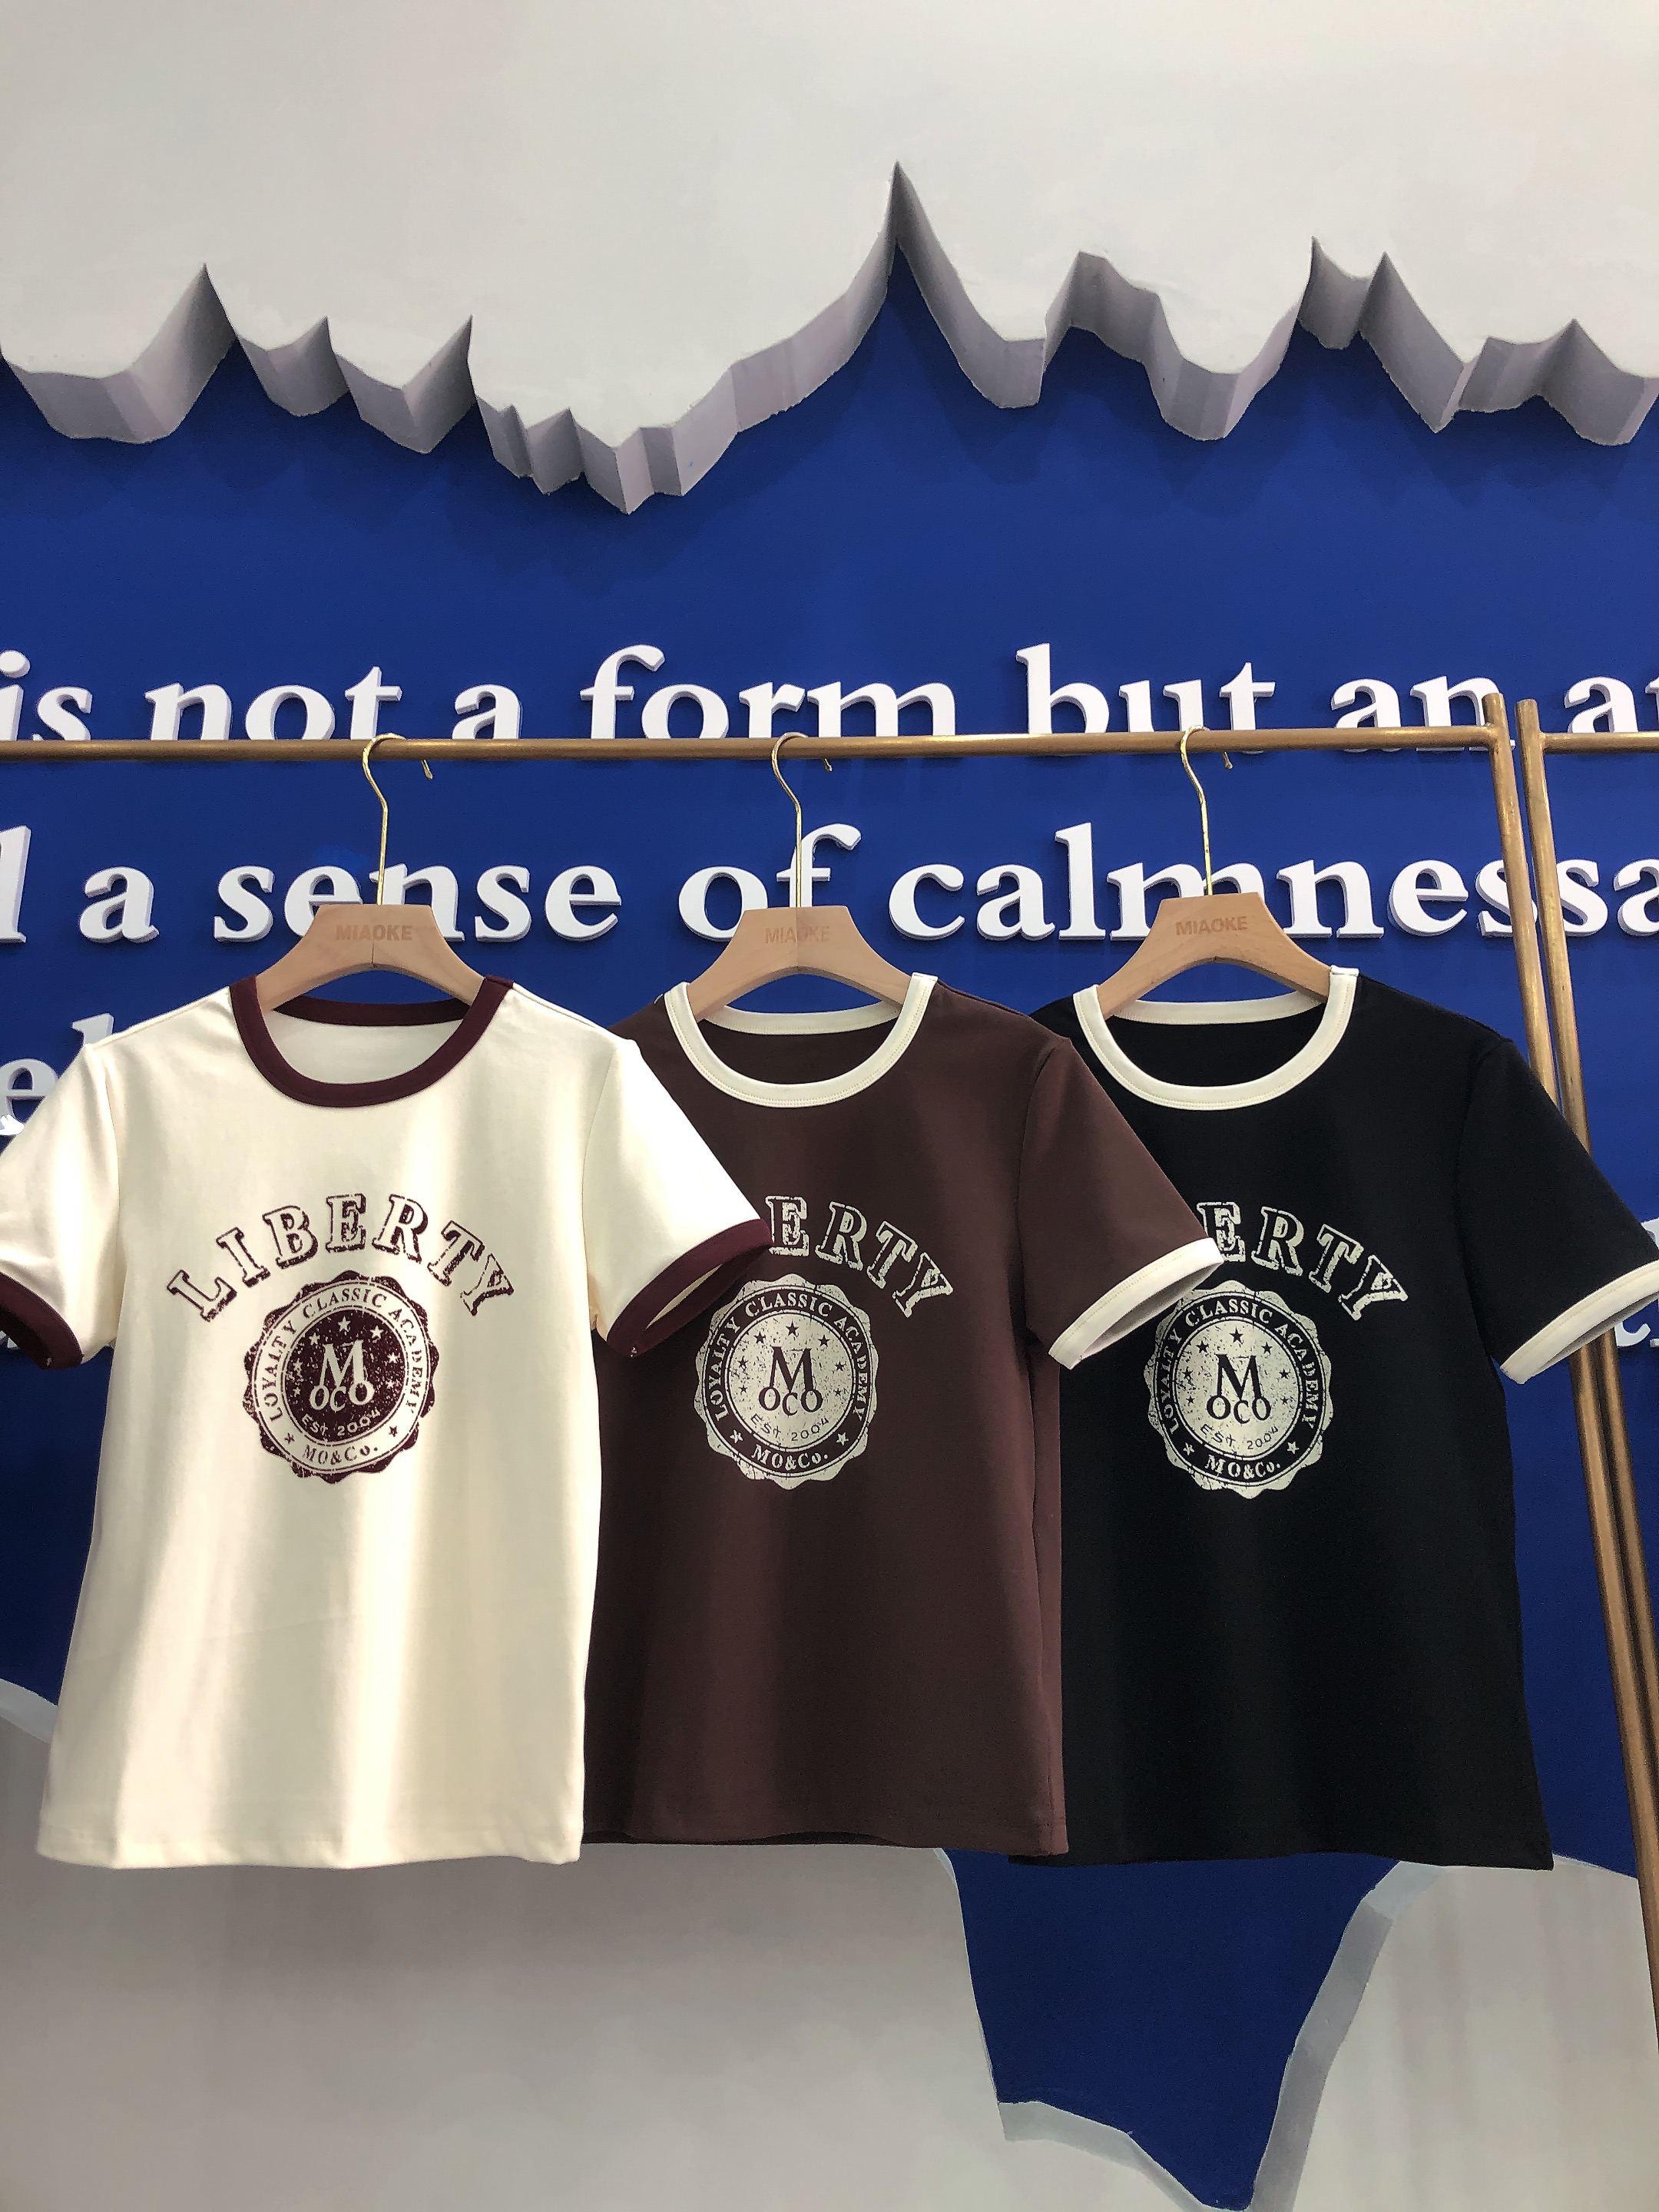 is not a form but an
a sense of calmness
MIAOKE
MIAOKE
MIAOKE
LIBERTY
LOYALTY CLASSIC ACADEMY
M
OCO
EST. 2004
MO&Co.
ERTY
LOYALTY CLASSIC ACADEMY
M
OCO
EST. 2004
MO&Co.
ERTY
LOYALTY CLASSIC ACADEMY
M
OCO
EST. 2004
MO&Co.